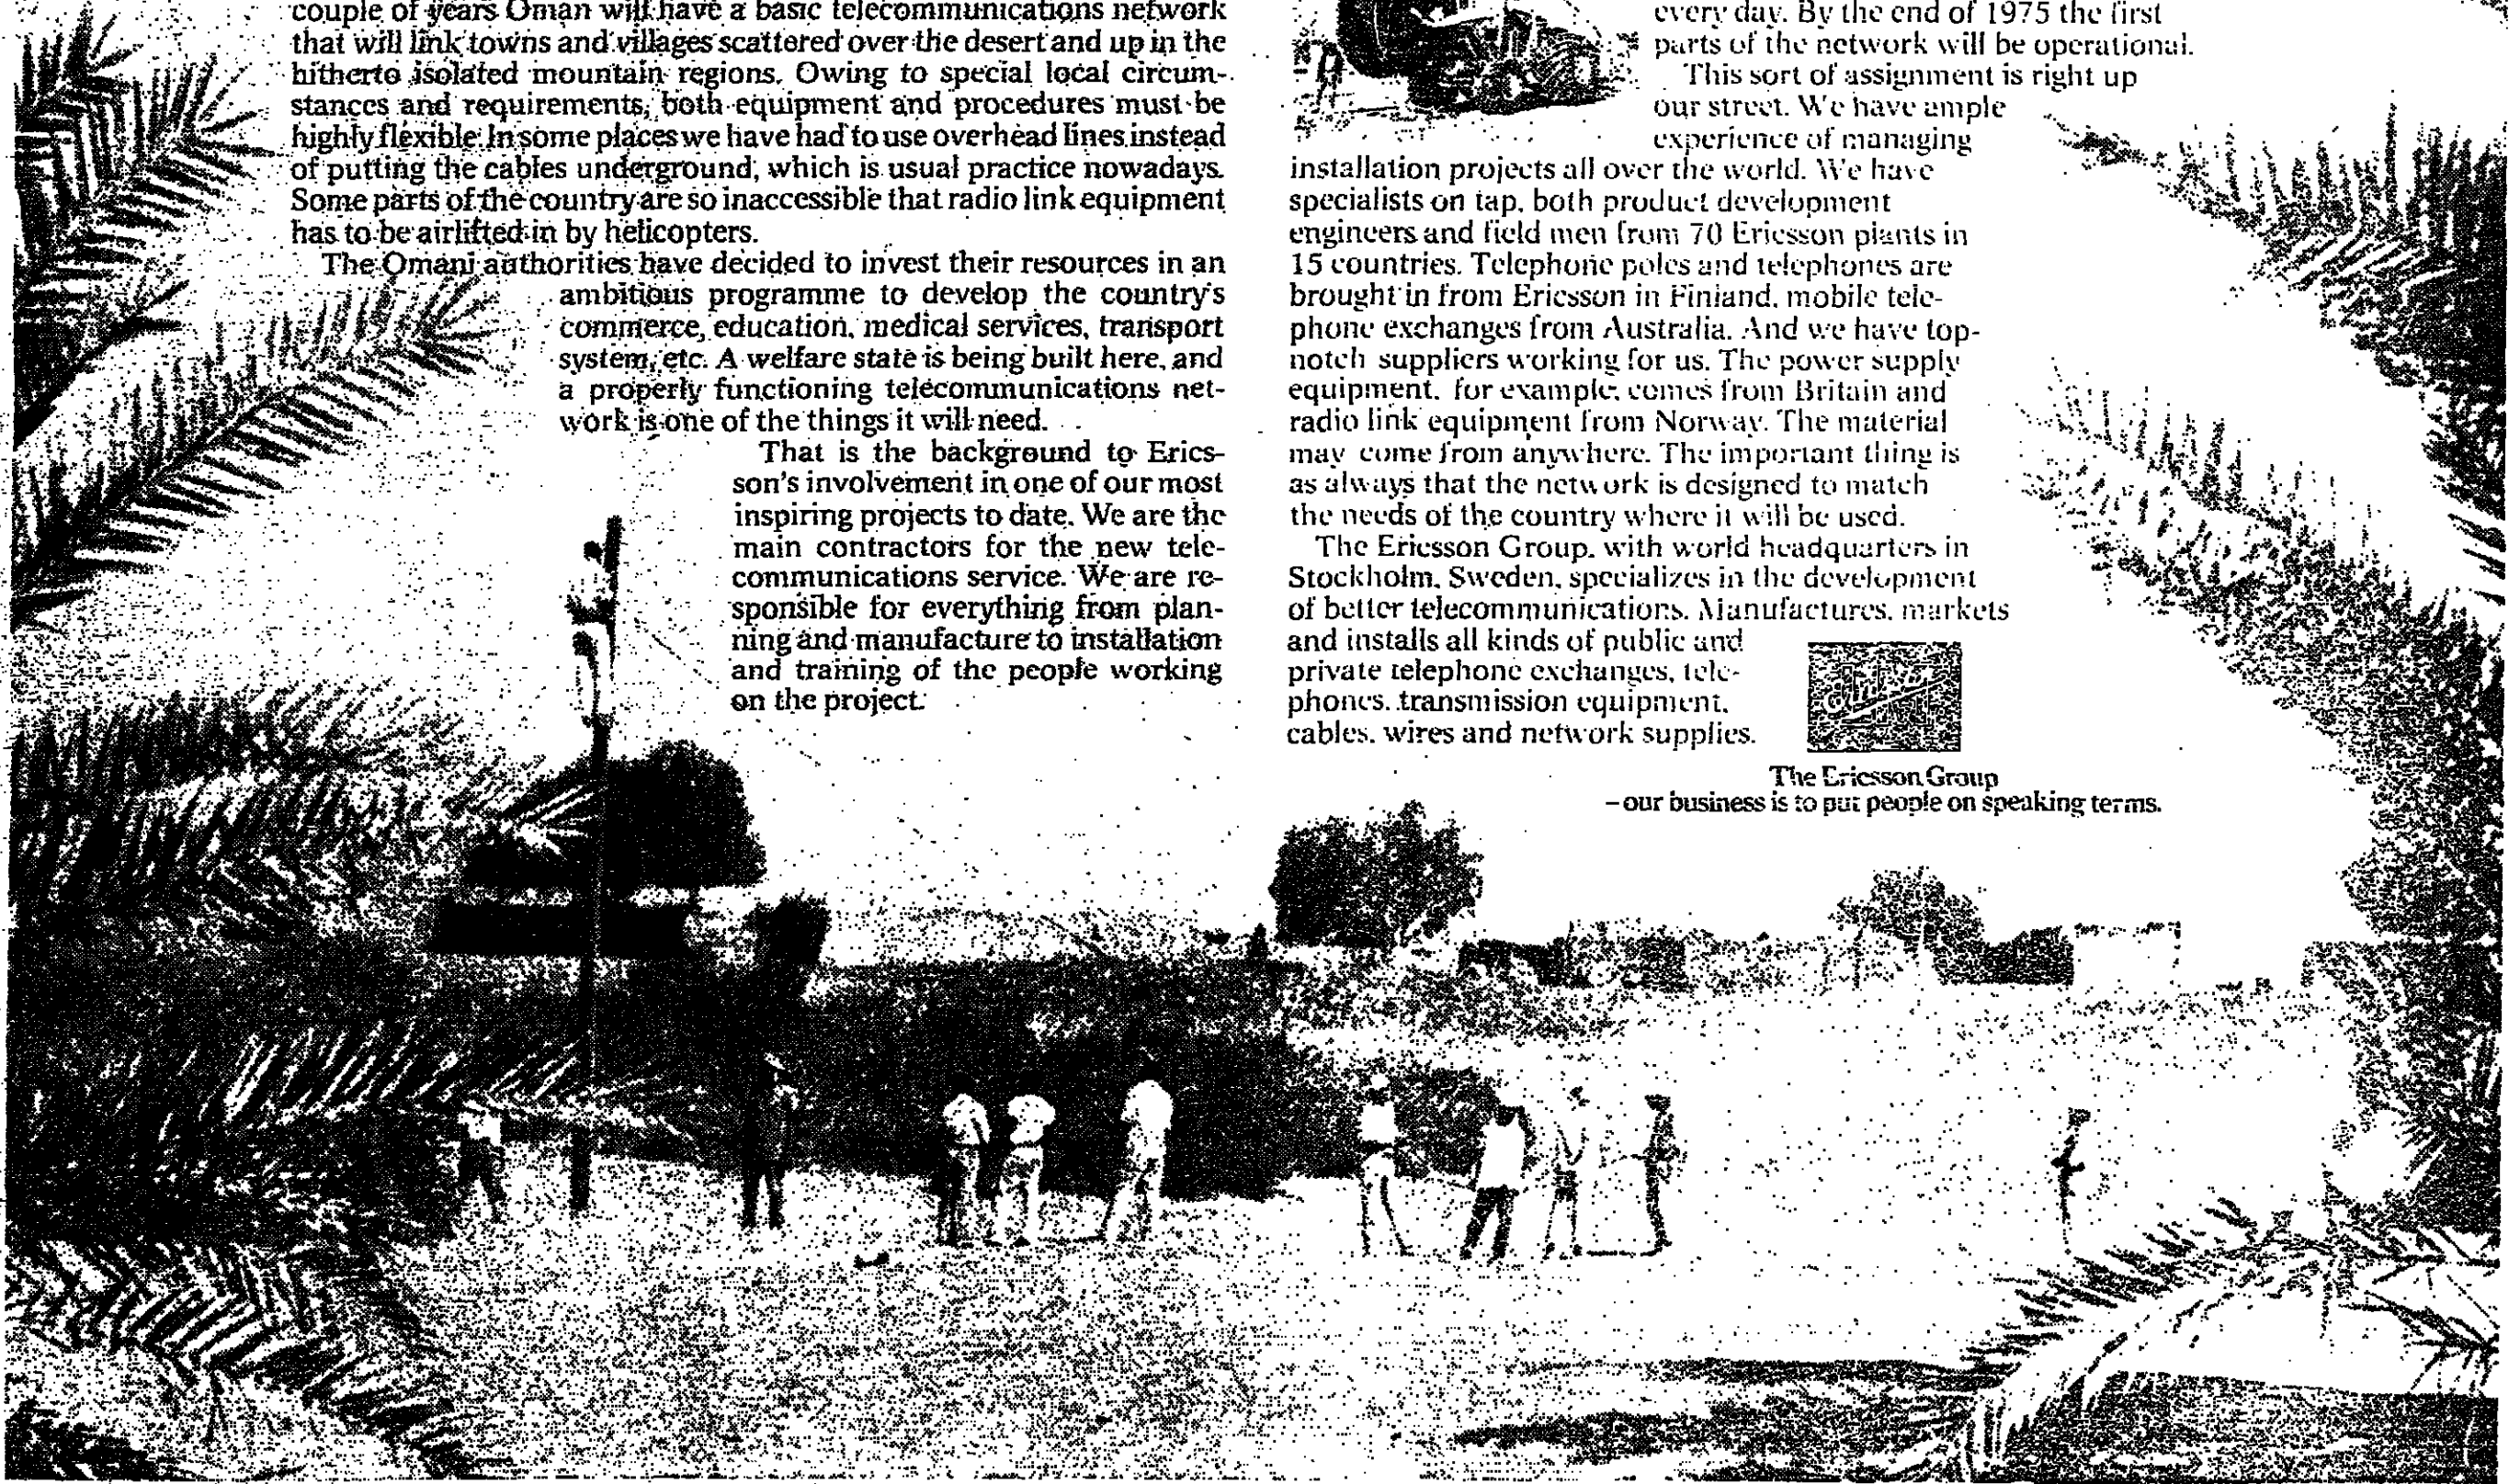 couple of years Oman will have a basic telecommunications network
that will link towns and villages scattered over the desert and up in the
hitherto isolated mountain regions. Owing to special local circum-
stances and requirements, both equipment and procedures must be
highly flexible. In some places we have had to use overhead lines instead
of putting the cables underground, which is usual practice nowadays.
Some parts of the country are so inaccessible that radio link equipment
has to be airlifted in by helicopters.
The Omani authorities have decided to invest their resources in an
ambitious programme to develop the country's
commerce, education, medical services, transport
system, etc. A welfare state is being built here, and
a properly functioning telecommunications net-
work is one of the things it will need.
That is the background to Erics-
son's involvement in one of our most
inspiring projects to date. We are the
main contractors for the new tele-
communications service. We are re-
sponsible for everything from plan-
ning and manufacture to installation
and training of the people working
on the project.
every day. By the end of 1975 the first
parts of the network will be operational.
This sort of assignment is right up
our street. We have ample
experience of managing
installation projects all over the world. We have
specialists on tap, both product development
engineers and field men from 70 Ericsson plants in
15 countries. Telephone poles and telephones are
brought in from Ericsson in Finland, mobile tele-
phone exchanges from Australia. And we have top-
notch suppliers working for us. The power supply
equipment, for example, comes from Britain and
radio link equipment from Norway. The material
may come from anywhere. The important thing is
as always that the network is designed to match
the needs of the country where it will be used.
The Ericsson Group, with world headquarters in
Stockholm, Sweden, specializes in the development
of better telecommunications. Manufactures, markets
and installs all kinds of public and
private telephone exchanges, tele-
phones, transmission equipment,
cables, wires and network supplies.
The Ericsson Group
– our business is to put people on speaking terms.